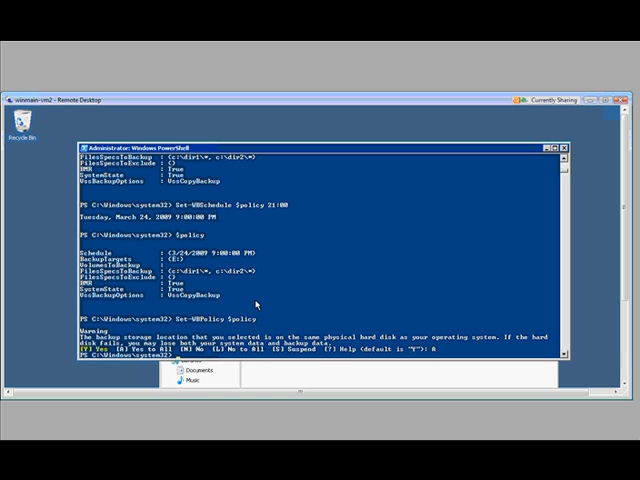 winmain-vm2 - Remote Desktop
Currently Sharing
Recycle Bin
Administrator: Windows PowerShell
FilesSpecsToBackup : (c:\dir1\*, c:\dir2\*)
FilesSpecsToExclude : ()
BMR : True
SystemState : True
VssBackupOptions : VssCopyBackup
PS C:\Windows\system32> Set-WBSchedule $policy 21:00
Tuesday, March 24, 2009 9:00:00 PM
PS C:\Windows\system32> $policy
Schedule : (3/24/2009 9:00:00 PM)
BackupTargets : (E:)
VolumesToBackup :
FilesSpecsToBackup : (c:\dir1\*, c:\dir2\*)
FilesSpecsToExclude : ()
BMR : True
SystemState : True
VssBackupOptions : VssCopyBackup
PS C:\Windows\system32> Set-WBPolicy $policy
Warning
The backup storage location that you selected is on the same physical hard disk as your operating system. If the hard
disk fails, you may lose both your system data and backup data.
[Y] Yes [A] Yes to All [N] No [L] No to All [S] Suspend [?] Help (default is "Y"): A
PS C:\Windows\system32>
Documents
Music